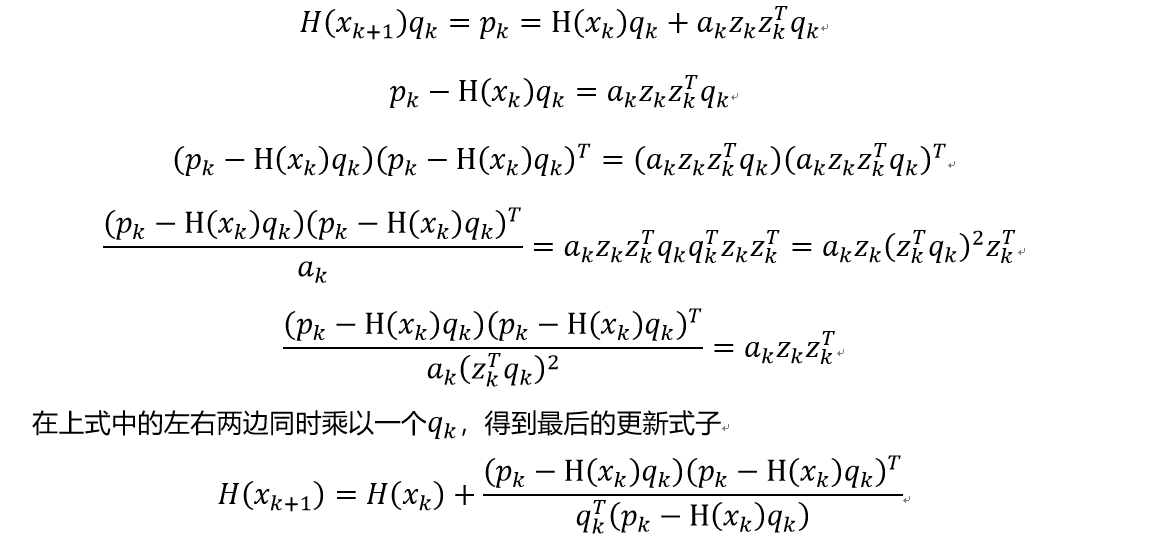 H(x_{k+1})q_k = p_k = H(x_k)q_k + a_k z_k z_k^T q_k
p_k − H(x_k)q_k = a_k z_k z_k^T q_k
(p_k − H(x_k)q_k)(p_k − H(x_k)q_k)^T = (a_k z_k z_k^T q_k)(a_k z_k z_k^T q_k)^T
\frac{(p_k − H(x_k)q_k)(p_k − H(x_k)q_k)^T}{a_k} = a_k z_k z_k^T q_k q_k^T z_k z_k^T = a_k z_k (z_k^T q_k)^2 z_k^T
\frac{(p_k − H(x_k)q_k)(p_k − H(x_k)q_k)^T}{a_k (z_k^T q_k)^2} = a_k z_k z_k^T
在上式中的左右两边同时乘以一个q_k，得到最后的更新式子
H(x_{k+1}) = H(x_k) + \frac{(p_k − H(x_k)q_k)(p_k − H(x_k)q_k)^T}{q_k^T (p_k − H(x_k)q_k)}